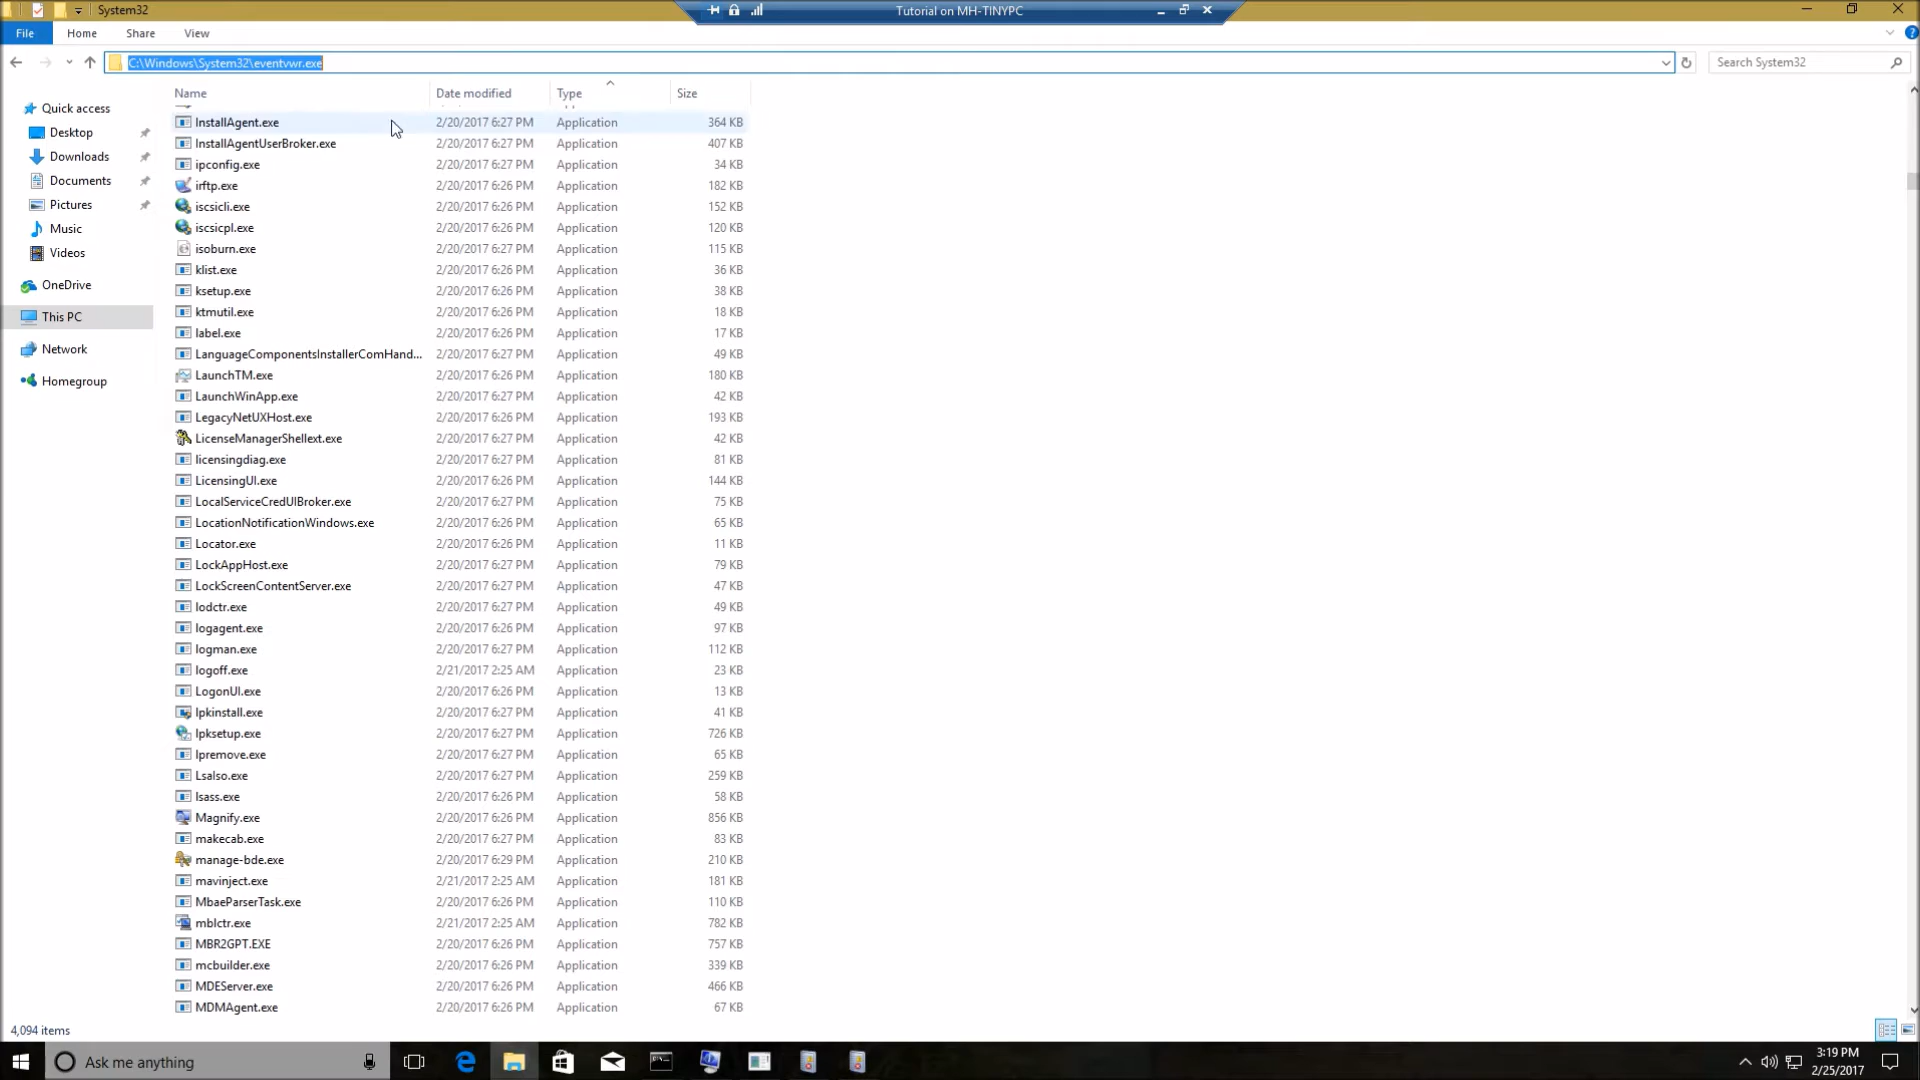 System32
Tutorial on MH-TINYPC
File Home Share View
C:\Windows\System32\eventvwr.exe
Search System32
Name Date modified Type Size
Quick access
Desktop
Downloads
Documents
Pictures
Music
Videos
OneDrive
This PC
Network
Homegroup
InstallAgent.exe 2/20/2017 6:27 PM Application 364 KB
InstallAgentUserBroker.exe 2/20/2017 6:27 PM Application 407 KB
ipconfig.exe 2/20/2017 6:27 PM Application 34 KB
irftp.exe 2/20/2017 6:26 PM Application 182 KB
iscsicli.exe 2/20/2017 6:26 PM Application 152 KB
iscsicpl.exe 2/20/2017 6:26 PM Application 120 KB
isoburn.exe 2/20/2017 6:27 PM Application 115 KB
klist.exe 2/20/2017 6:26 PM Application 36 KB
ksetup.exe 2/20/2017 6:26 PM Application 38 KB
ktmutil.exe 2/20/2017 6:27 PM Application 18 KB
label.exe 2/20/2017 6:26 PM Application 17 KB
LanguageComponentsInstallerComHand... 2/20/2017 6:26 PM Application 49 KB
LaunchTM.exe 2/20/2017 6:26 PM Application 180 KB
LaunchWinApp.exe 2/20/2017 6:26 PM Application 42 KB
LegacyNetUXHost.exe 2/20/2017 6:27 PM Application 193 KB
LicenseManagerShellext.exe 2/20/2017 6:27 PM Application 42 KB
licensingdiag.exe 2/20/2017 6:27 PM Application 81 KB
LicensingUI.exe 2/20/2017 6:26 PM Application 144 KB
LocalServiceCredUIBroker.exe 2/20/2017 6:27 PM Application 75 KB
LocationNotificationWindows.exe 2/20/2017 6:26 PM Application 65 KB
Locator.exe 2/20/2017 6:26 PM Application 11 KB
LockAppHost.exe 2/20/2017 6:27 PM Application 79 KB
LockScreenContentServer.exe 2/20/2017 6:26 PM Application 47 KB
lodctr.exe 2/20/2017 6:27 PM Application 49 KB
logagent.exe 2/20/2017 6:26 PM Application 97 KB
logman.exe 2/20/2017 6:27 PM Application 112 KB
logoff.exe 2/21/2017 2:25 AM Application 23 KB
LogonUI.exe 2/20/2017 6:26 PM Application 13 KB
lpkinstall.exe 2/20/2017 6:27 PM Application 41 KB
lpksetup.exe 2/20/2017 6:27 PM Application 726 KB
lpremove.exe 2/20/2017 6:27 PM Application 65 KB
LsaIso.exe 2/20/2017 6:27 PM Application 259 KB
lsass.exe 2/20/2017 6:26 PM Application 58 KB
Magnify.exe 2/20/2017 6:26 PM Application 856 KB
makecab.exe 2/20/2017 6:27 PM Application 83 KB
manage-bde.exe 2/20/2017 6:29 PM Application 210 KB
mavinject.exe 2/21/2017 2:25 AM Application 181 KB
MbaeParserTask.exe 2/20/2017 6:26 PM Application 110 KB
mblctr.exe 2/21/2017 2:25 AM Application 782 KB
MBR2GPT.EXE 2/20/2017 6:26 PM Application 757 KB
mcbuilder.exe 2/20/2017 6:26 PM Application 339 KB
MDEServer.exe 2/20/2017 6:26 PM Application 466 KB
MDMAgent.exe 2/20/2017 6:26 PM Application 67 KB
4,094 items
Ask me anything
3:19 PM
2/25/2017